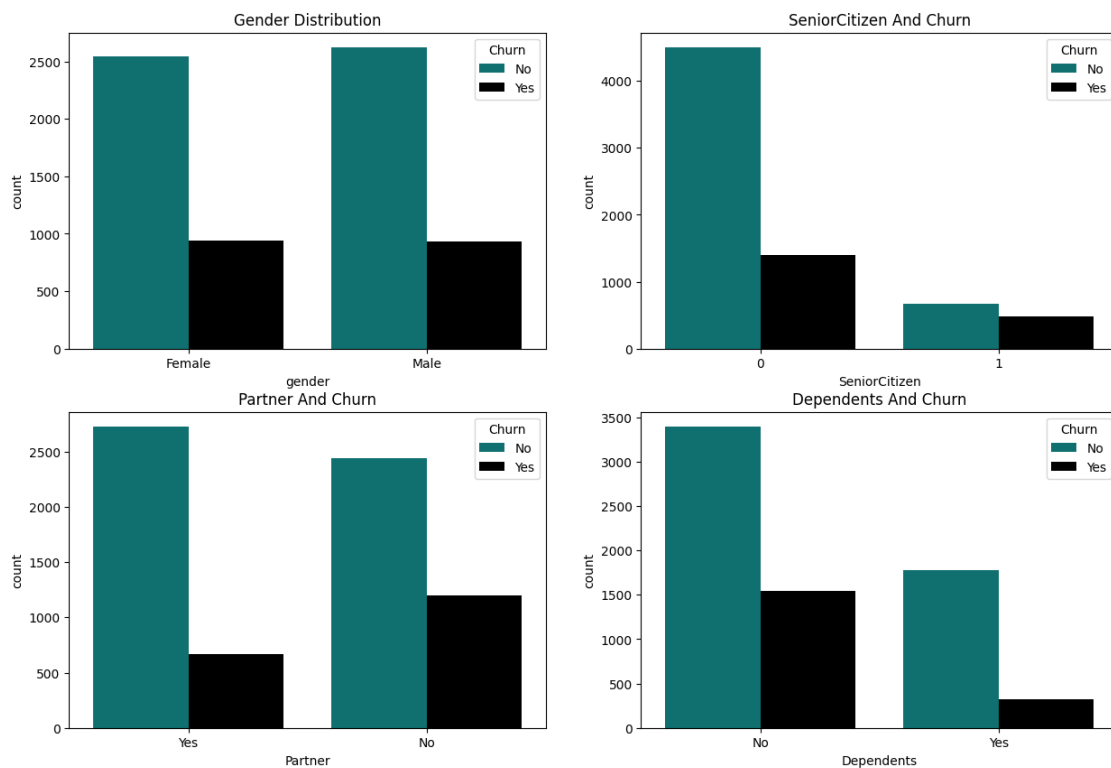 Gender Distribution
Churn
No
Yes
2500
2000
1500
1000
500
0
count
Female
Male
gender
SeniorCitizen And Churn
Churn
No
Yes
4000
3000
2000
1000
0
count
0
1
SeniorCitizen
Partner And Churn
Churn
No
Yes
2500
2000
1500
1000
500
0
count
Yes
No
Partner
Dependents And Churn
Churn
No
Yes
3500
3000
2500
2000
1500
1000
500
0
count
No
Yes
Dependents